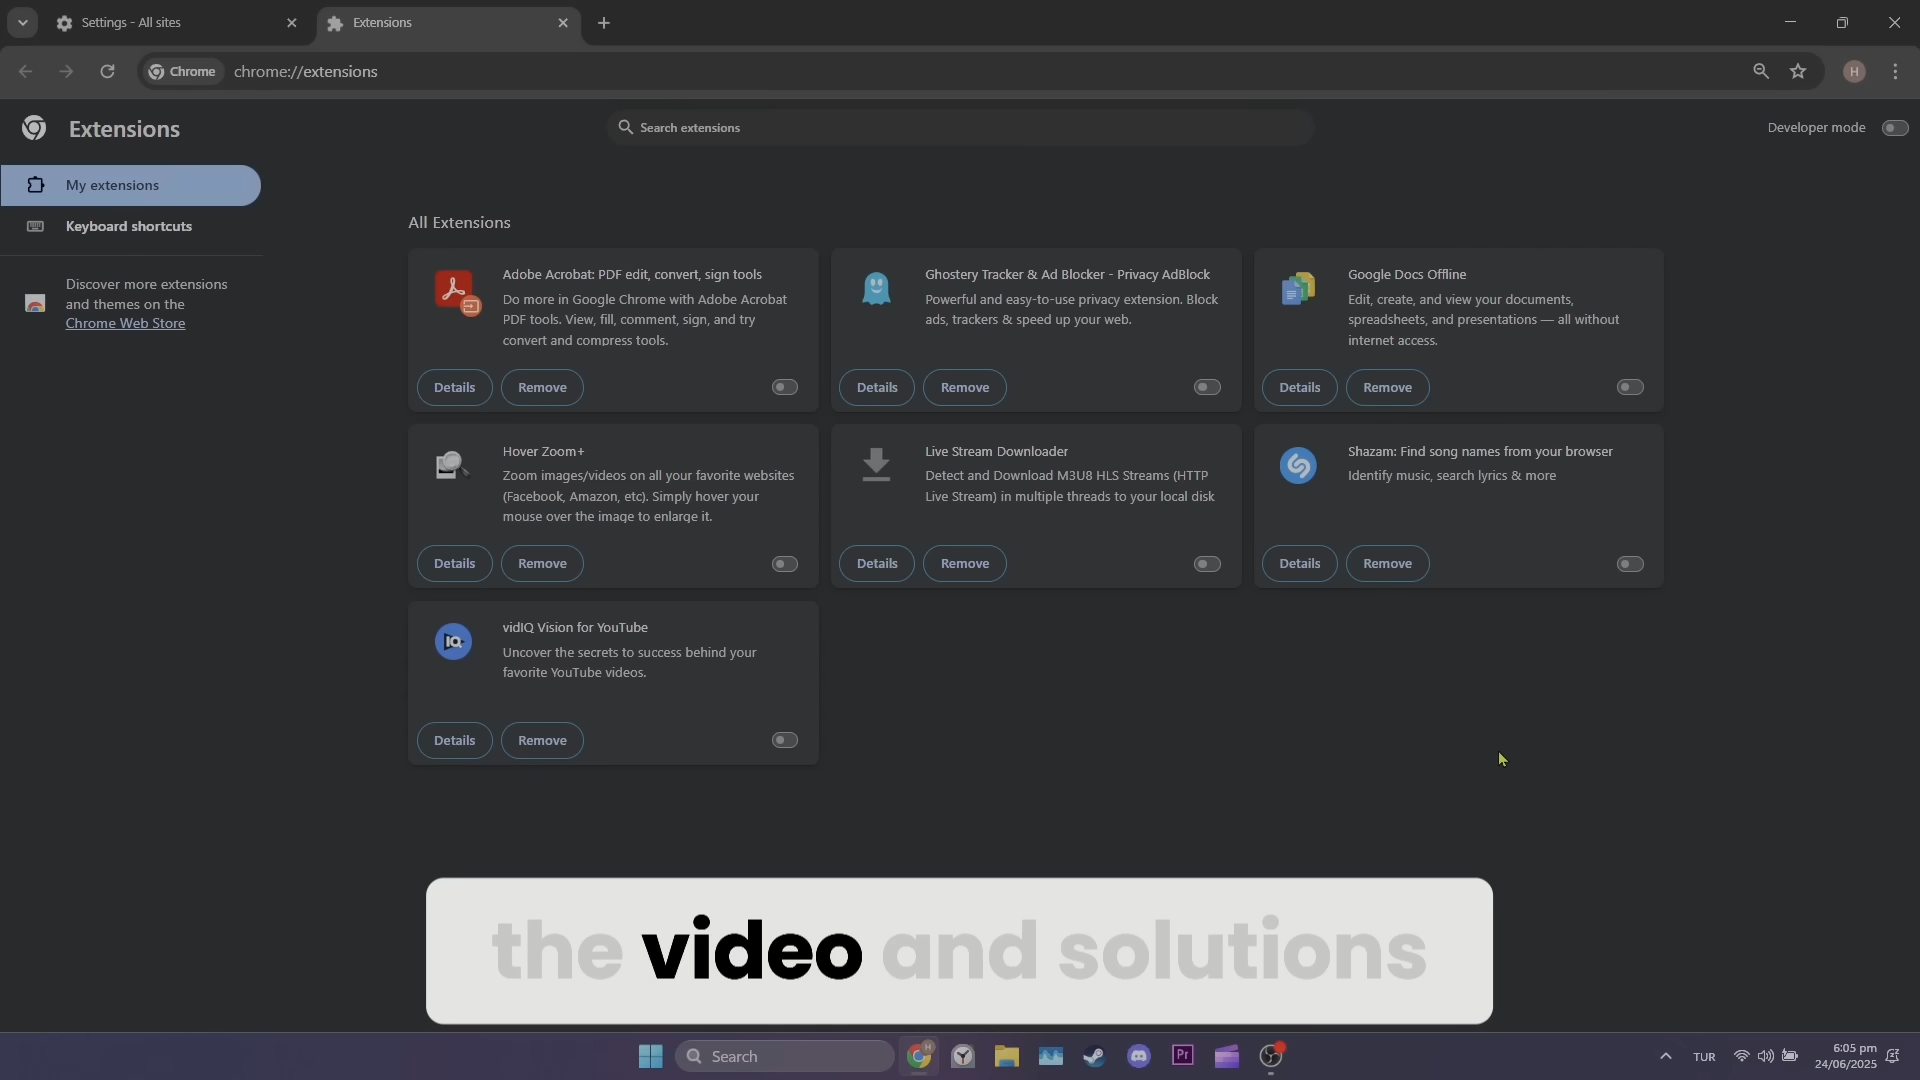 Settings - All sites
Extensions
Chrome
chrome://extensions
H
Extensions
Search extensions
Developer mode
My extensions
Keyboard shortcuts
Discover more extensions
and themes on the
Chrome Web Store
All Extensions
Adobe Acrobat: PDF edit, convert, sign tools
Do more in Google Chrome with Adobe Acrobat
PDF tools. View, fill, comment, sign, and try
convert and compress tools.
Details
Remove
Ghostery Tracker & Ad Blocker - Privacy AdBlock
Powerful and easy-to-use privacy extension. Block
ads, trackers & speed up your web.
Details
Remove
Google Docs Offline
Edit, create, and view your documents,
spreadsheets, and presentations — all without
internet access.
Details
Remove
Hover Zoom+
Zoom images/videos on all your favorite websites
(Facebook, Amazon, etc). Simply hover your
mouse over the image to enlarge it.
Details
Remove
Live Stream Downloader
Detect and Download M3U8 HLS Streams (HTTP
Live Stream) in multiple threads to your local disk
Details
Remove
Shazam: Find song names from your browser
Identify music, search lyrics & more
Details
Remove
IQ
vidIQ Vision for YouTube
Uncover the secrets to success behind your
favorite YouTube videos.
Details
Remove
the video and solutions
Search
H
Pr
TUR
6:05 pm
24/06/2025